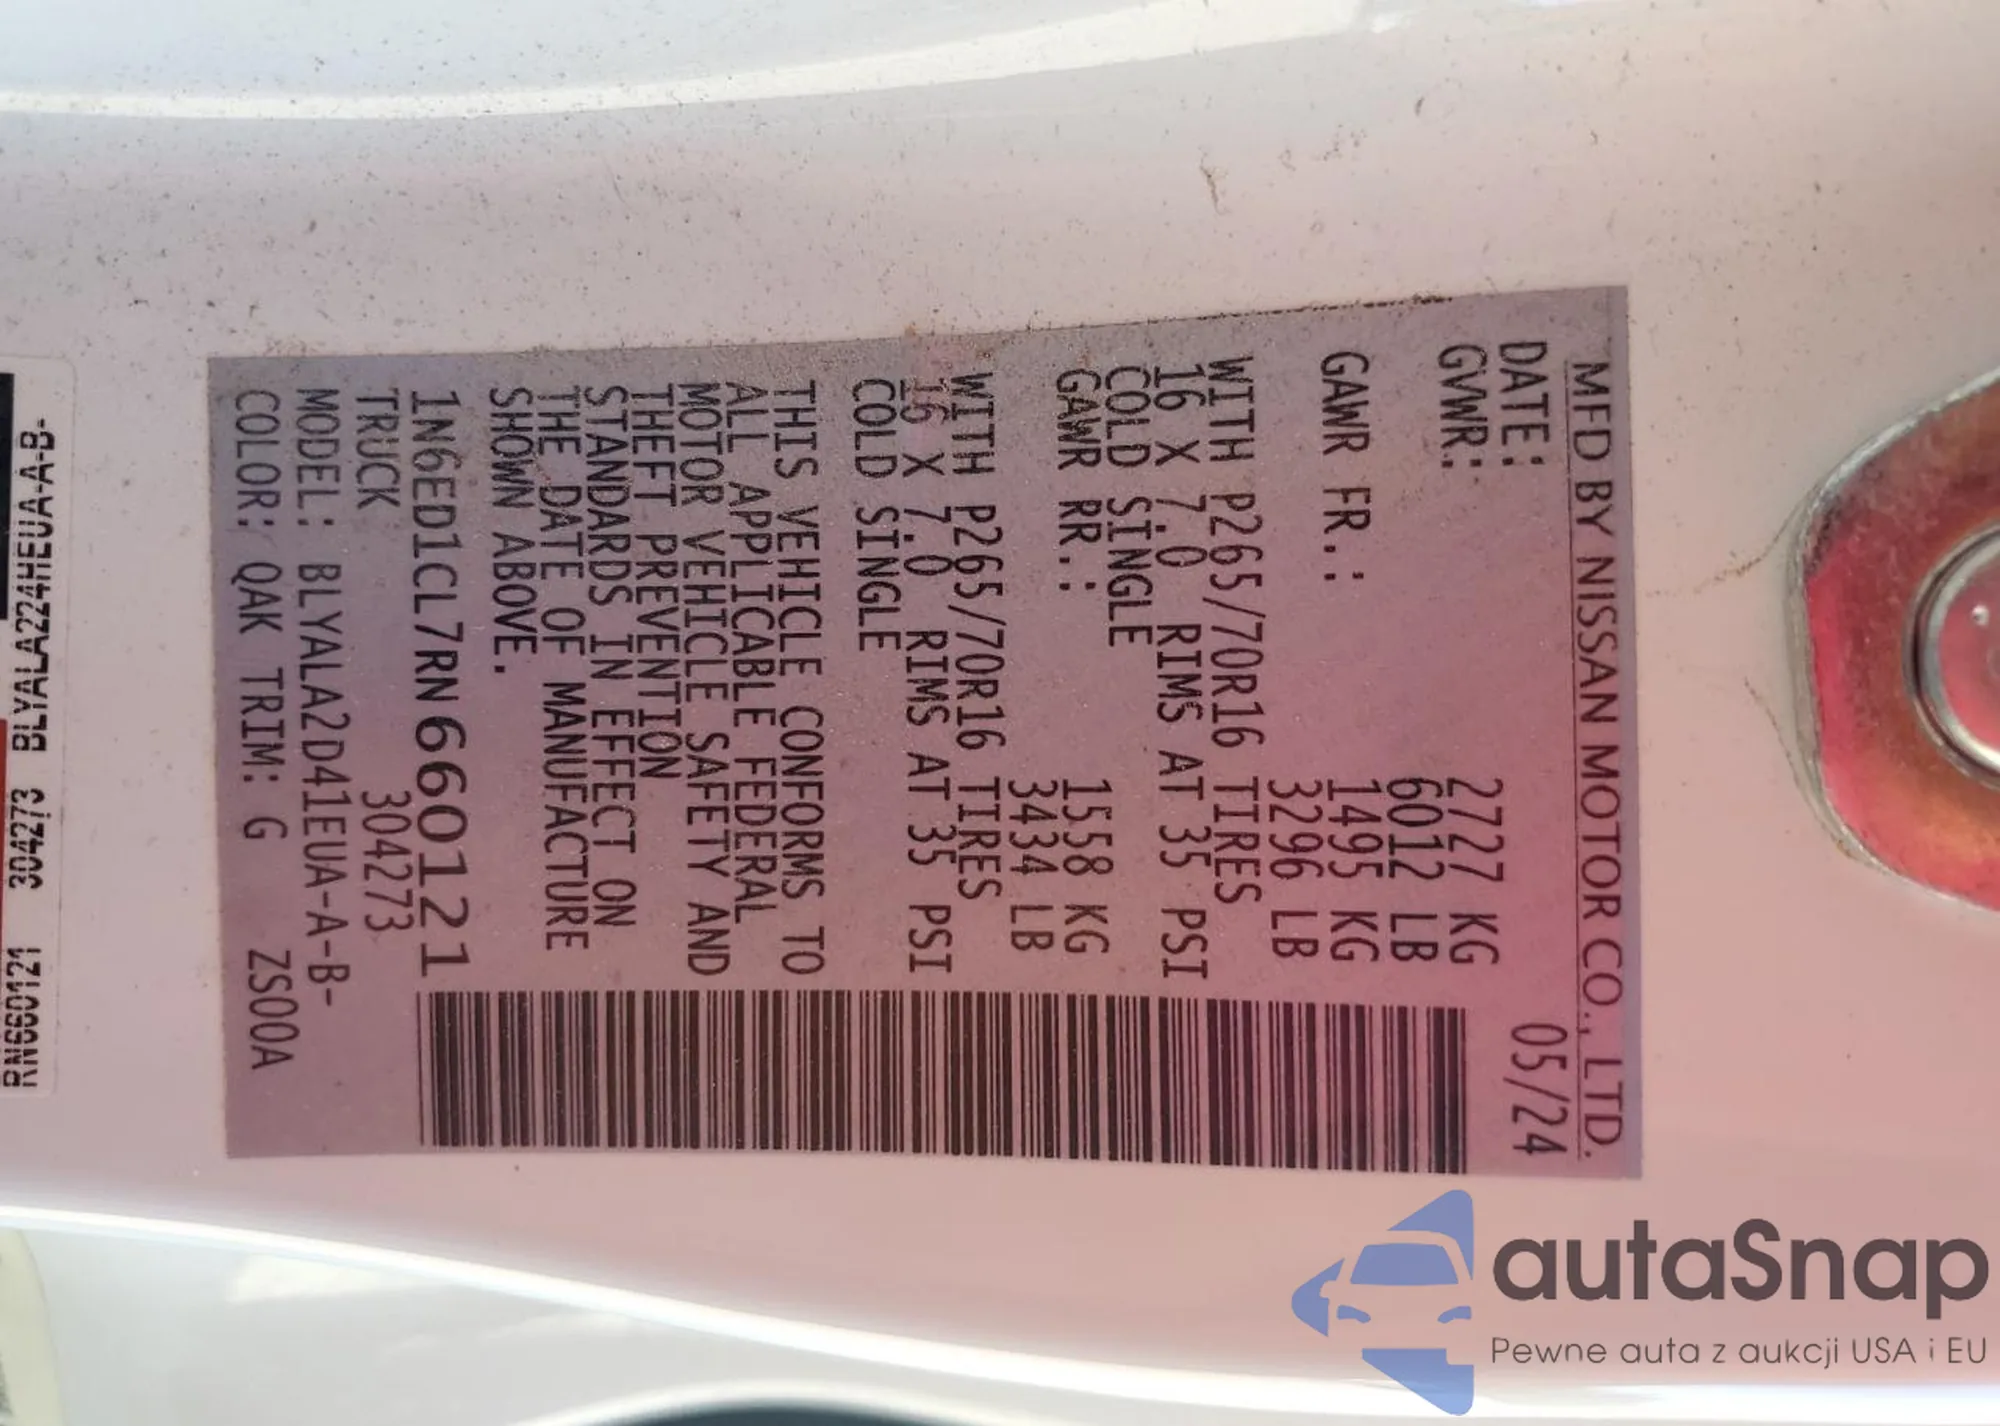 MFD BY NISSAN MOTOR CO., LTD.
DATE: 05/24
GVWR: 2727 KG
6012 LB
GAWR FR.: 1495 KG
3296 LB
WITH P265/70R16 TIRES
16 X 7.0 RIMS AT 35 PSI
COLD SINGLE
GAWR RR.: 1558 KG
3434 LB
WITH P265/70R16 TIRES
16 X 7.0 RIMS AT 35 PSI
COLD SINGLE
THIS VEHICLE CONFORMS TO
ALL APPLICABLE FEDERAL
MOTOR VEHICLE SAFETY AND
THEFT PREVENTION
STANDARDS IN EFFECT ON
THE DATE OF MANUFACTURE
SHOWN ABOVE.
1N6ED1CL7RN660121
TRUCK 304273
MODEL: BLYALA2D41EUA-A-B-
COLOR: QAK TRIM: G ZS00A
RN660121 304273
autaSnap
Pewne auta z aukcji USA i EU